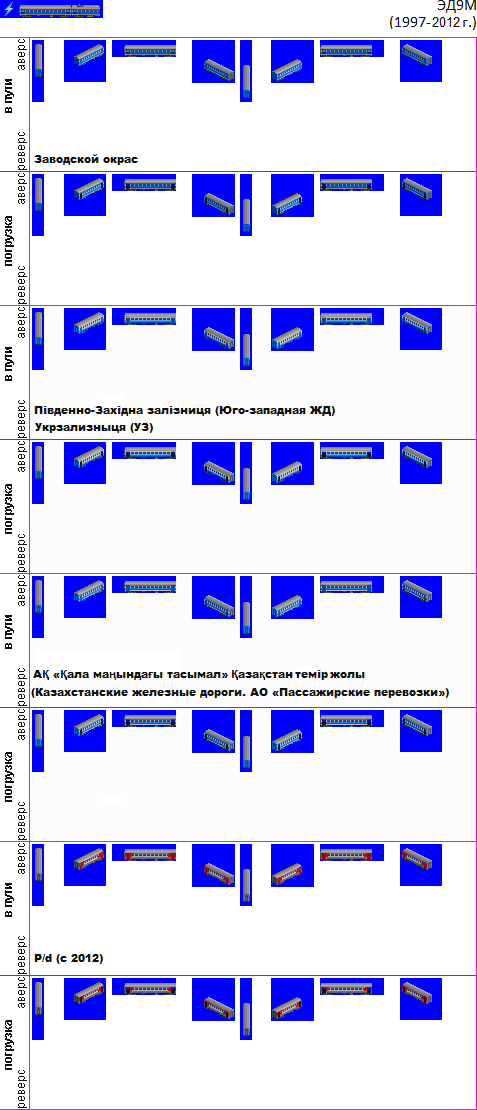 ЭД9М
(1997-2012 г.)
аверс
в пути
реверс
Заводской окрас
аверс
погрузка
реверс
аверс
в пути
реверс
Південно-Західна залізниця (Юго-западная ЖД)
Укрзализныця (УЗ)
аверс
погрузка
реверс
аверс
в пути
реверс
АҚ «Қала маңындағы тасымал» Қазақстан темір жолы
(Казахстанские железные дороги. АО «Пассажирские перевозки»)
аверс
погрузка
реверс
аверс
в пути
реверс
P/d (с 2012)
аверс
погрузка
реверс